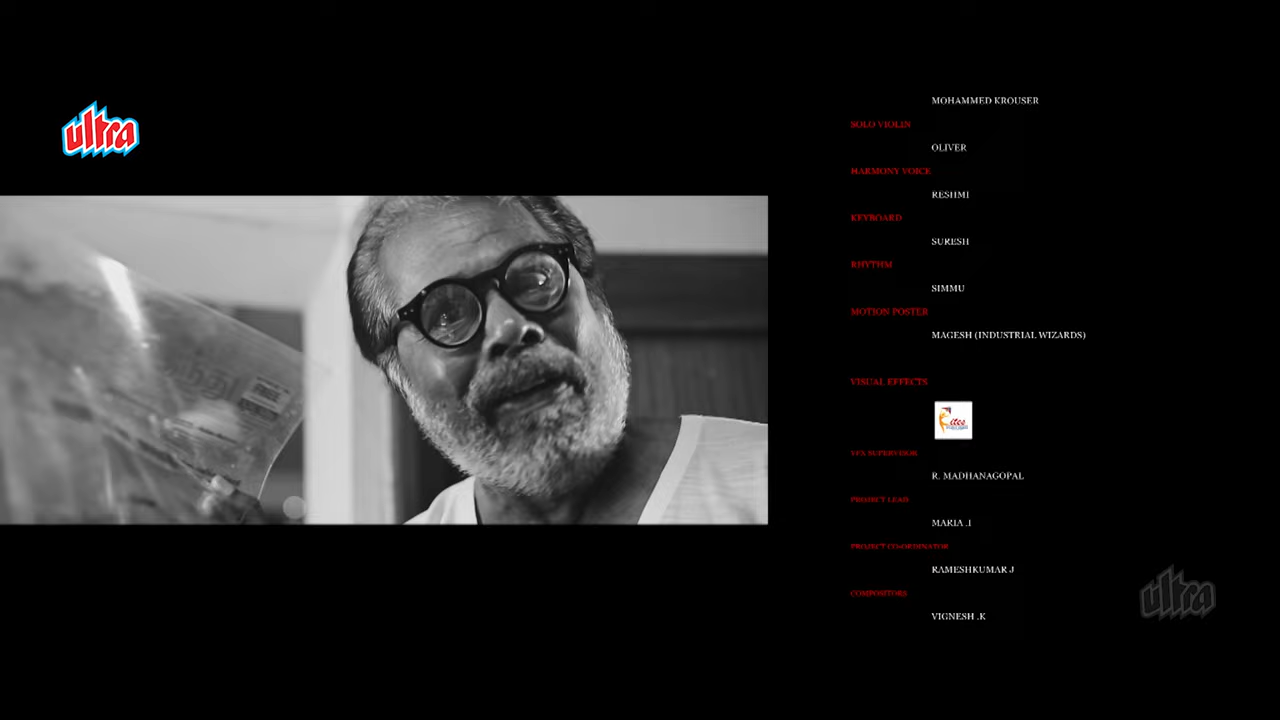 ultra
MOHAMMED KROUSER
SOLO VIOLIN
OLIVER
HARMONY VOICE
RESHMI
KEYBOARD
SURESH
RHYTHM
SIMMU
MOTION POSTER
MAGESH (INDUSTRIAL WIZARDS)
VISUAL EFFECTS
VFX SUPERVISOR
R. MADHANAGOPAL
PROJECT LEAD
MARIA .I
PROJECT CO-ORDINATOR
RAMESHKUMAR J
COMPOSITORS
VIGNESH .K
ultra